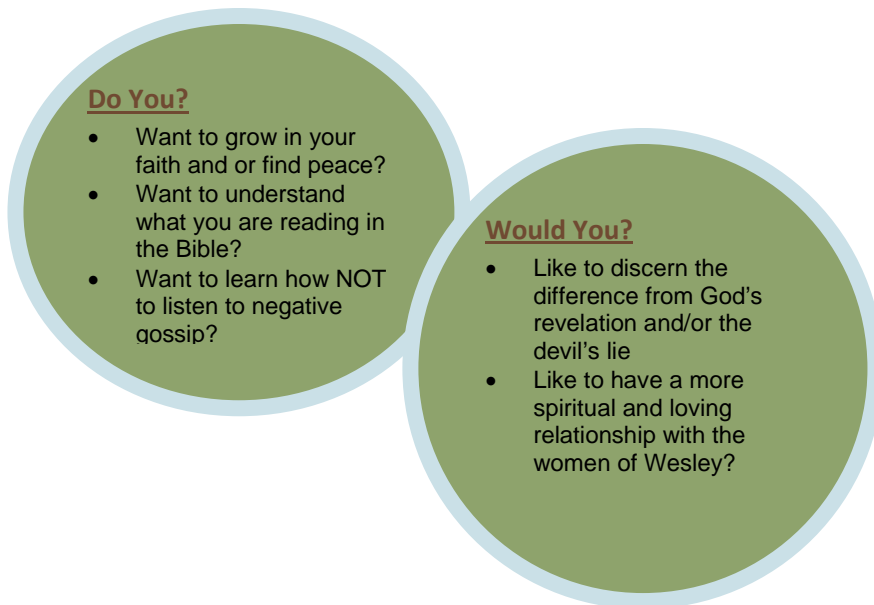 Do You?
• Want to grow in your
faith and or find peace?
• Want to understand
what you are reading in
the Bible?
• Want to learn how NOT
to listen to negative
gossip?
Would You?
• Like to discern the
difference from God’s
revelation and/or the
devil’s lie
• Like to have a more
spiritual and loving
relationship with the
women of Wesley?